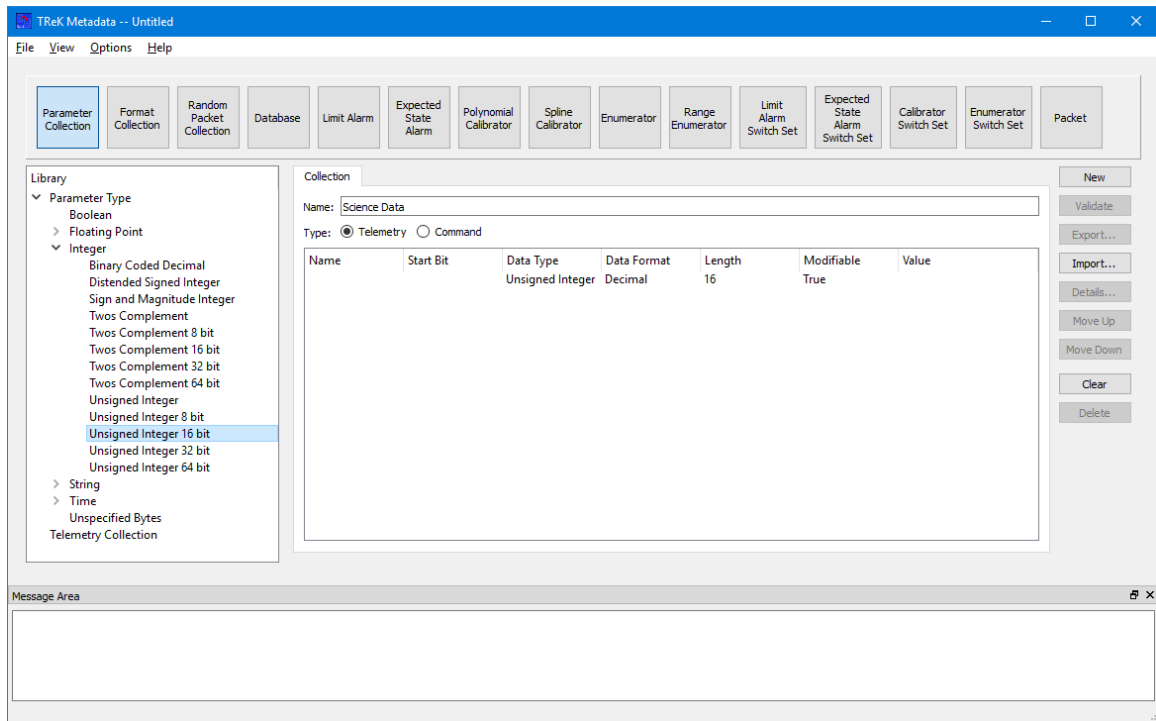 TReK Metadata -- Untitled
File View Options Help
Parameter Collection
Format Collection
Random Packet Collection
Database
Limit Alarm
Expected State Alarm
Polynomial Calibrator
Spline Calibrator
Enumerator
Range Enumerator
Limit Alarm Switch Set
Expected State Alarm Switch Set
Calibrator Switch Set
Enumerator Switch Set
Packet
Library
Parameter Type
Boolean
Floating Point
Integer
Binary Coded Decimal
Distended Signed Integer
Sign and Magnitude Integer
Twos Complement
Twos Complement 8 bit
Twos Complement 16 bit
Twos Complement 32 bit
Twos Complement 64 bit
Unsigned Integer
Unsigned Integer 8 bit
Unsigned Integer 16 bit
Unsigned Integer 32 bit
Unsigned Integer 64 bit
String
Time
Unspecified Bytes
Telemetry Collection
Collection
Name: Science Data
Type: Telemetry Command
Name Start Bit Data Type Data Format Length Modifiable Value
Unsigned Integer Decimal 16 True
New
Validate
Export...
Import...
Details...
Move Up
Move Down
Clear
Delete
Message Area